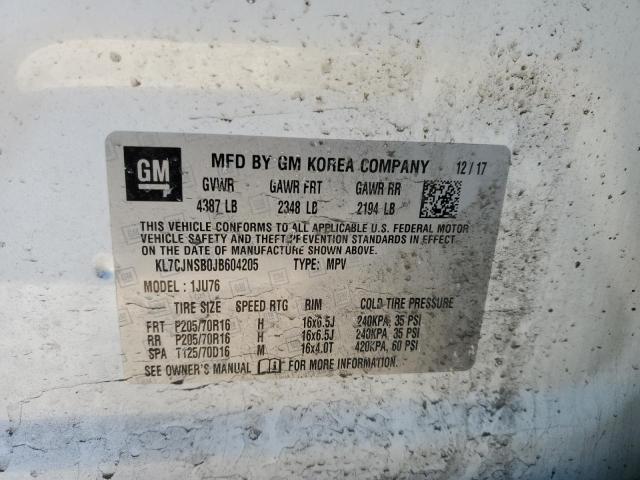 GM
MFD BY GM KOREA COMPANY 12/17
GVWR GAWR FRT GAWR RR
4387 LB 2348 LB 2194 LB
THIS VEHICLE CONFORMS TO ALL APPLICABLE U.S. FEDERAL MOTOR
VEHICLE SAFETY AND THEFT PREVENTION STANDARDS IN EFFECT
ON THE DATE OF MANUFACTURE SHOWN ABOVE.
KL7CJNSB0JB604205 TYPE: MPV
MODEL : 1JU76
TIRE SIZE SPEED RTG RIM COLD TIRE PRESSURE
FRT P205/70R16 H 16x6.5J 240KPA, 35 PSI
RR P205/70R16 H 16x6.5J 240KPA, 35 PSI
SPA T125/70D16 M 16x4.0T 420KPA, 60 PSI
SEE OWNER'S MANUAL FOR MORE INFORMATION.